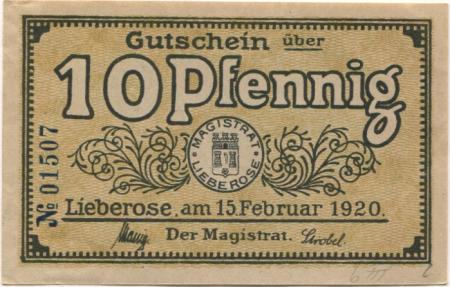 Gutschein über
10 Pfennig
№ 01507
MAGISTRAT
LIEBEROSE
Lieberose, am 15. Februar 1920.
Der Magistrat. Strobel.